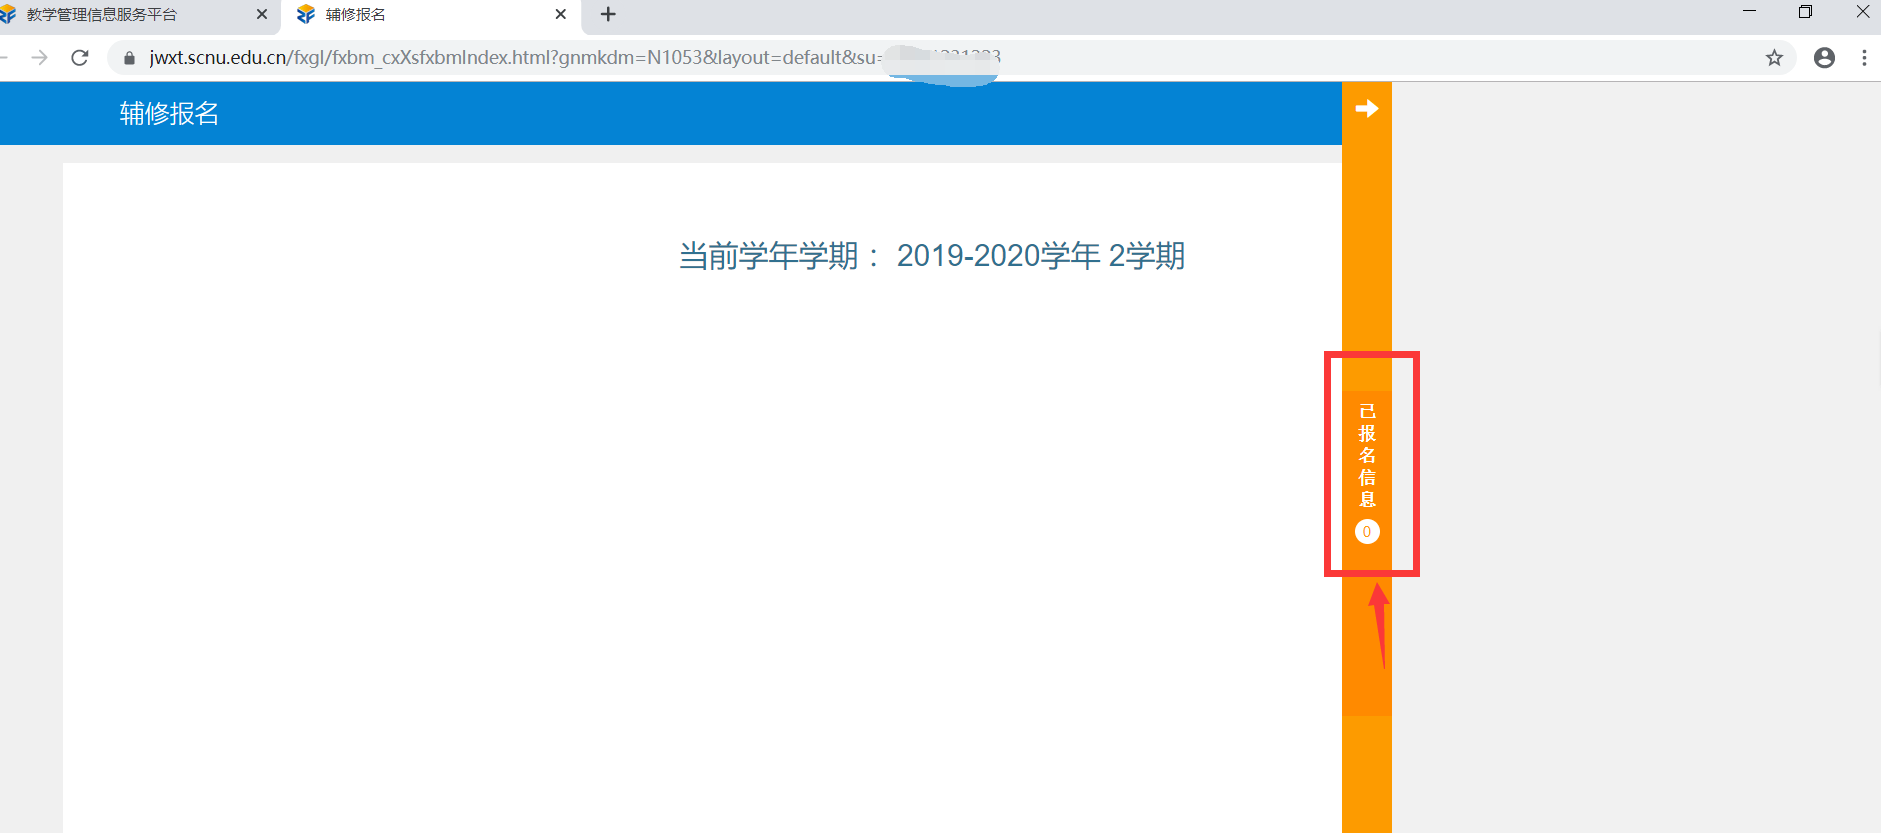 教学管理信息服务平台
辅修报名
jwxt.scnu.edu.cn/fxgl/fxbm_cxXsfxbmIndex.html?gnmkdm=N1053&layout=default&su=
辅修报名
当前学年学期： 2019-2020学年 2学期
已报名信息
0